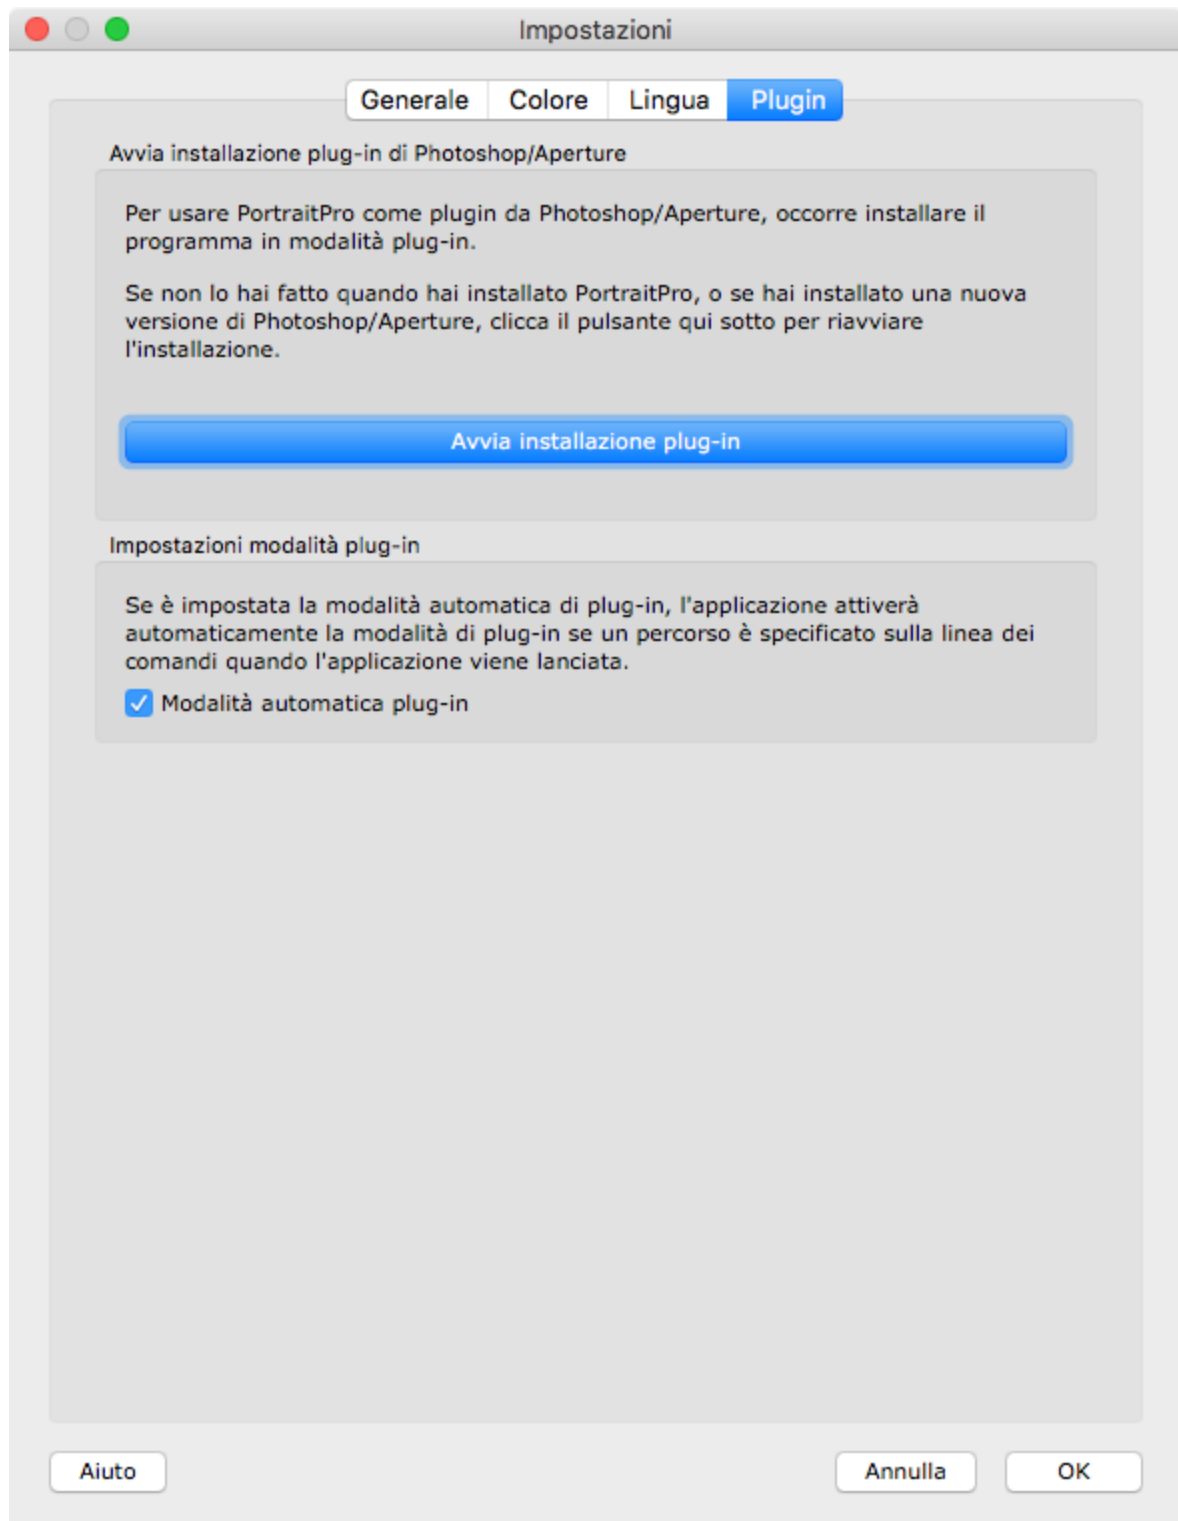 Impostazioni
Generale Colore Lingua Plugin
Avvia installazione plug-in di Photoshop/Aperture
Per usare PortraitPro come plugin da Photoshop/Aperture, occorre installare il
programma in modalità plug-in.
Se non lo hai fatto quando hai installato PortraitPro, o se hai installato una nuova
versione di Photoshop/Aperture, clicca il pulsante qui sotto per riavviare
l'installazione.
Avvia installazione plug-in
Impostazioni modalità plug-in
Se è impostata la modalità automatica di plug-in, l'applicazione attiverà
automaticamente la modalità di plug-in se un percorso è specificato sulla linea dei
comandi quando l'applicazione viene lanciata.
Modalità automatica plug-in
Aiuto Annulla OK